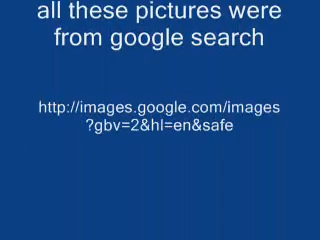 all these pictures were
from google search
http://images.google.com/images
?gbv=2&hl=en&safe